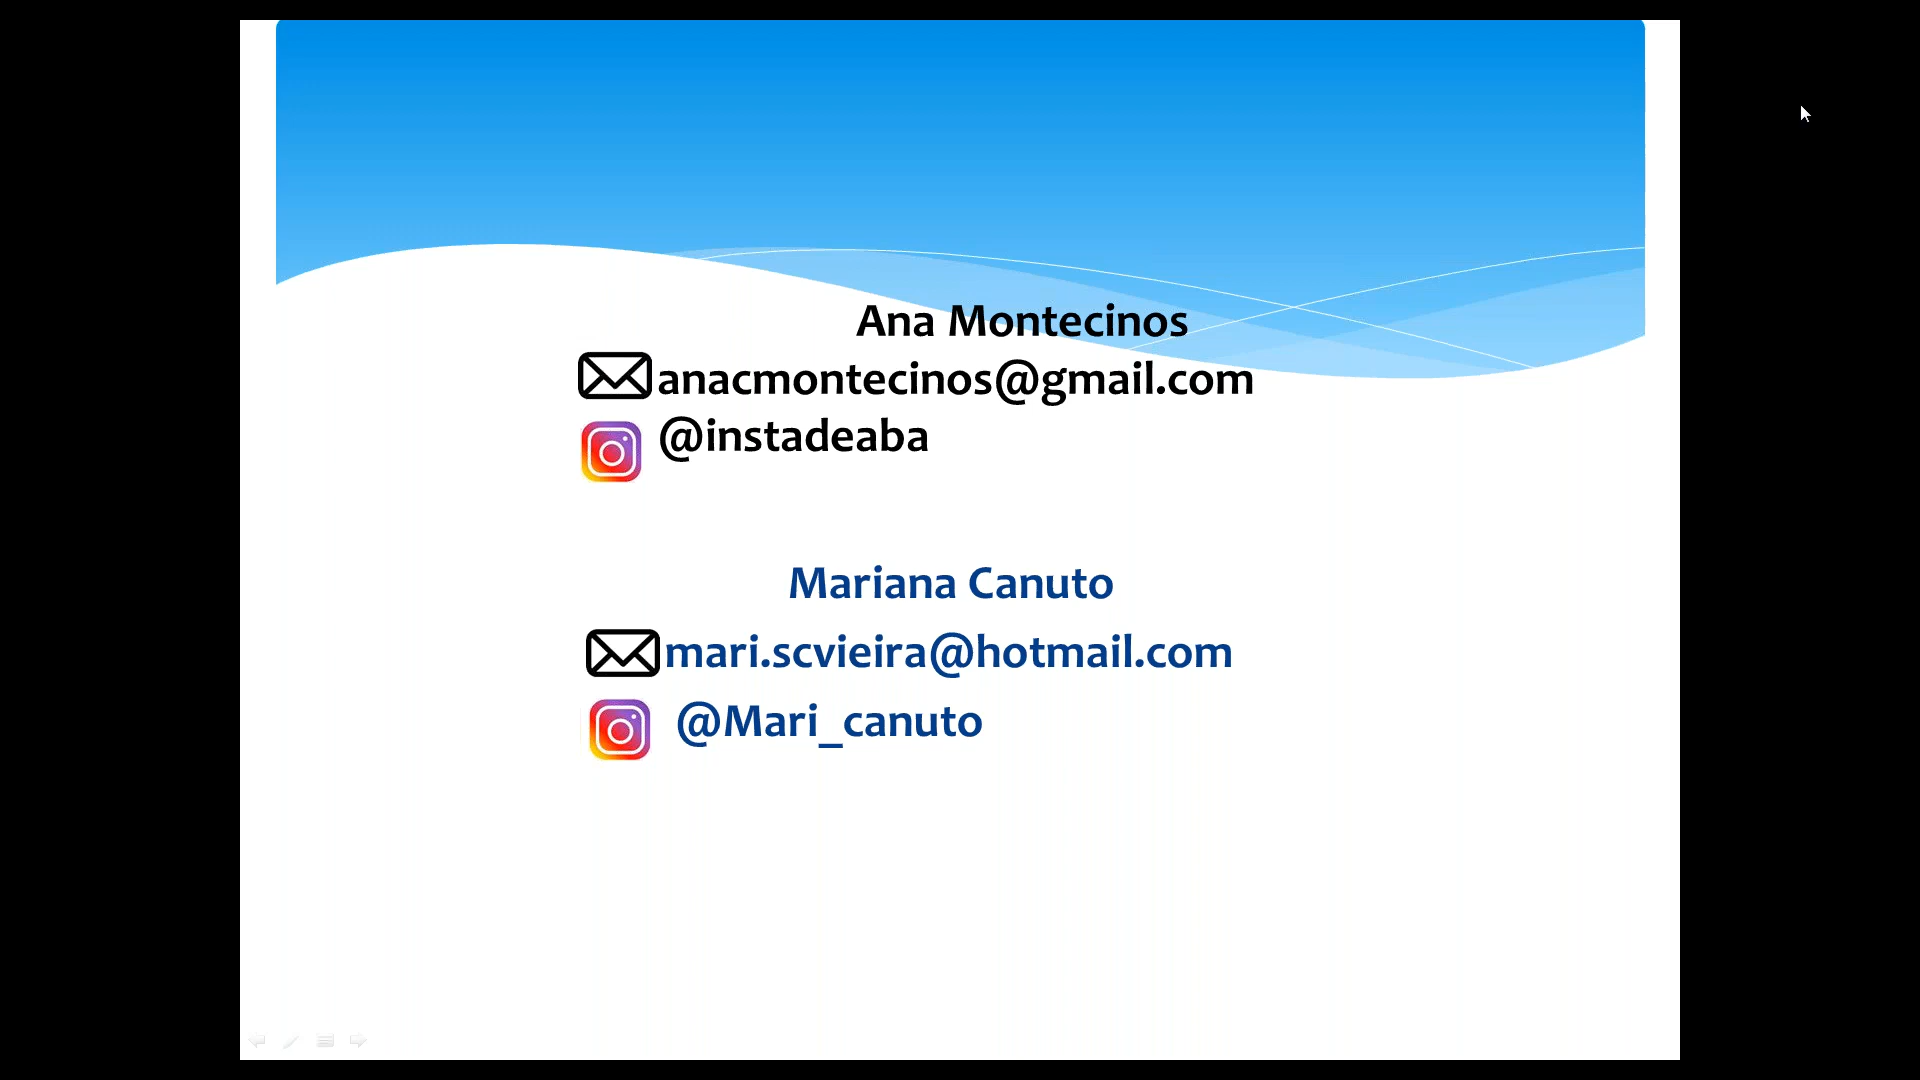 Ana Montecinos
anacmontecinos@gmail.com
@instadeaba
Mariana Canuto
mari.scvieira@hotmail.com
@Mari_canuto